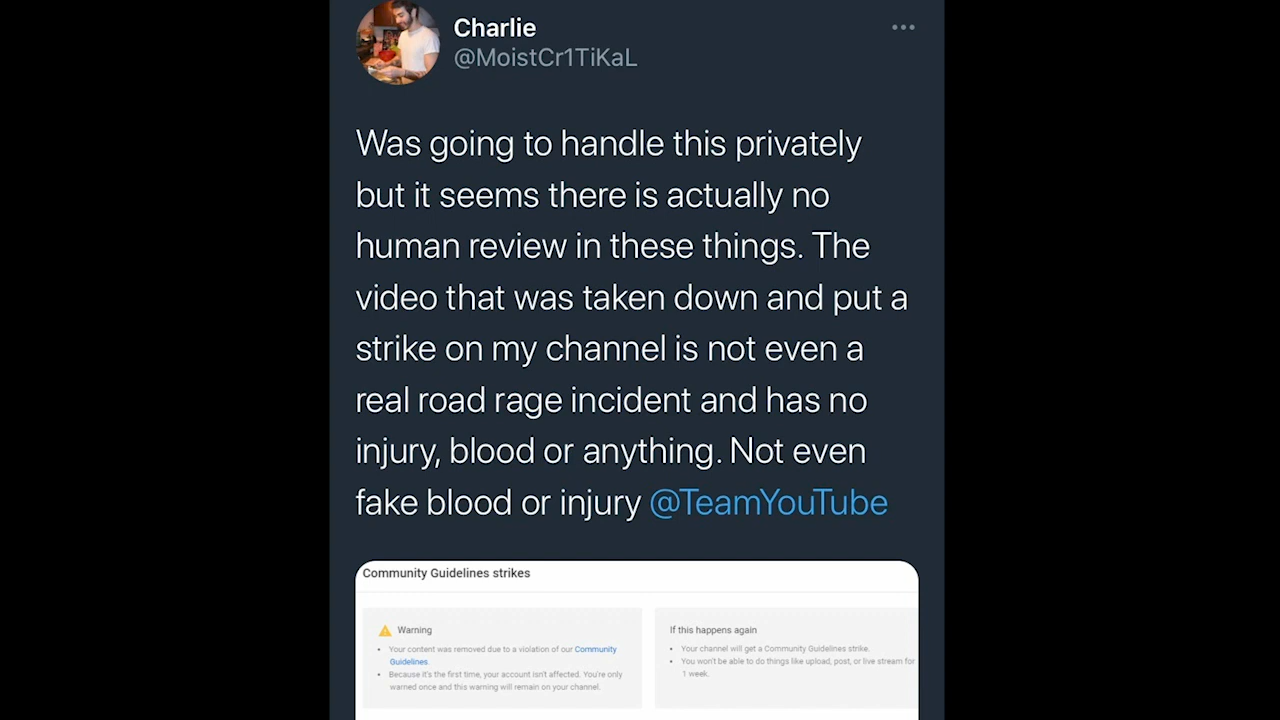 Charlie
@MoistCr1TiKaL
Was going to handle this privately
but it seems there is actually no
human review in these things. The
video that was taken down and put a
strike on my channel is not even a
real road rage incident and has no
injury, blood or anything. Not even
fake blood or injury @TeamYouTube
Community Guidelines strikes
Warning
• Your content was removed due to a violation of our Community
Guidelines.
• Because it's the first time, your account isn't affected. You're only
warned once and this warning will remain on your channel.
If this happens again
• Your channel will get a Community Guidelines strike.
• You won't be able to do things like upload, post, or live stream for
1 week.